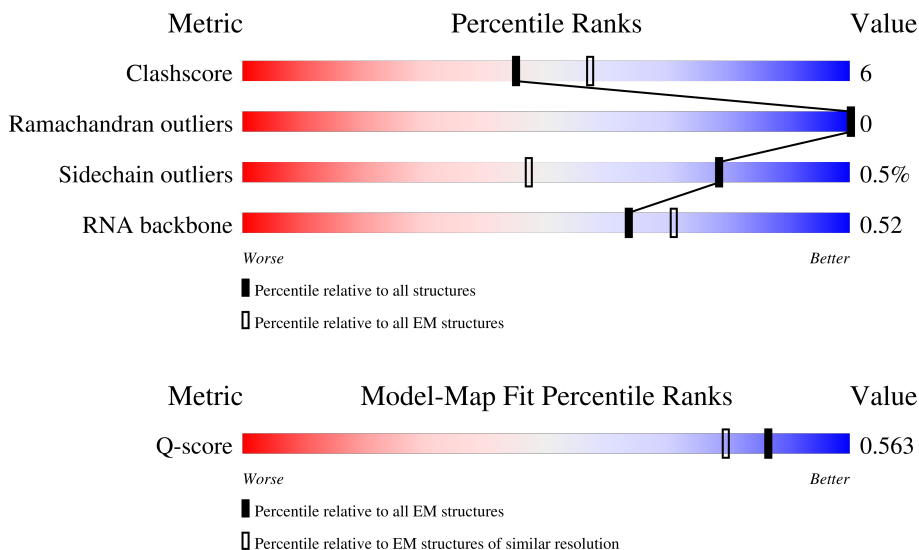 Metric Percentile Ranks Value
Clashscore 6
Ramachandran outliers 0
Sidechain outliers 0.5%
RNA backbone 0.52
Worse Better
Percentile relative to all structures
Percentile relative to all EM structures
Metric Model-Map Fit Percentile Ranks Value
Q-score 0.563
Worse Better
Percentile relative to all EM structures
Percentile relative to EM structures of similar resolution